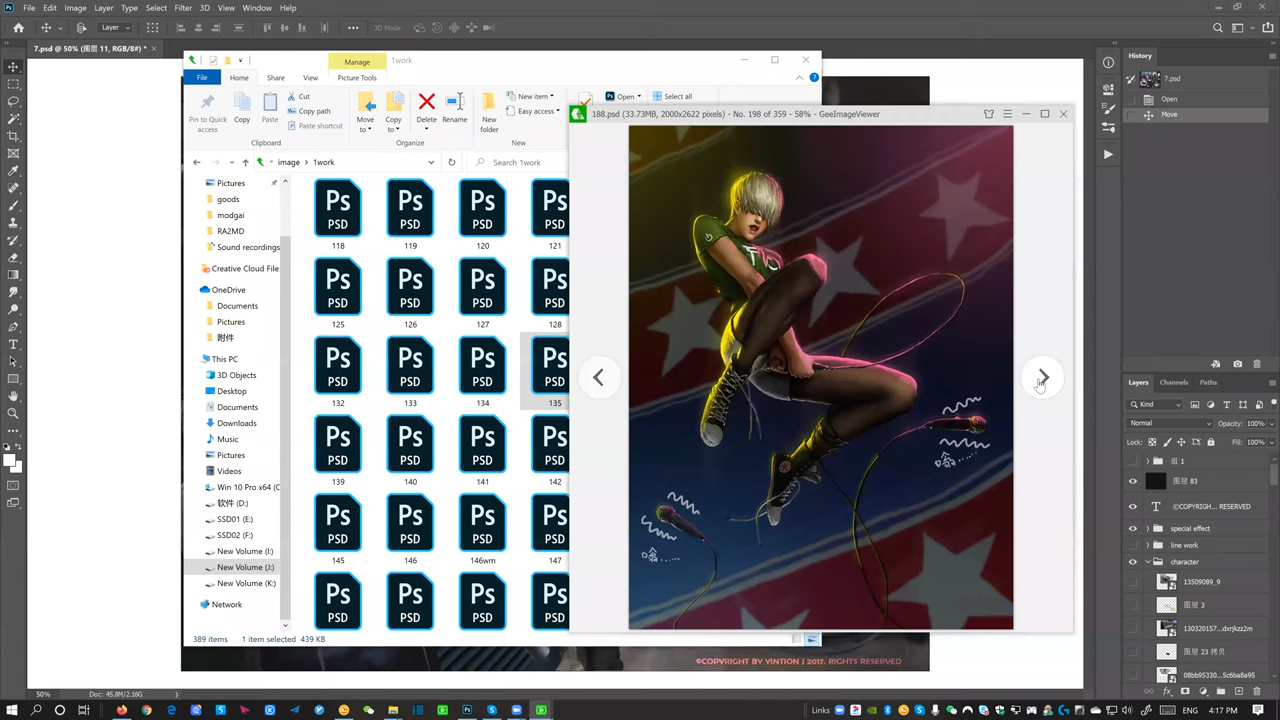 File Image Layer Type Select Filter 3D View Window Help
Layer 3D Mode:
7.psd @ 50% (图层 11, RGB/8#) *
Manage 1work
File Home Share View Picture Tools
Pin to Quick access
Copy
Paste
Cut
Copy path
Paste shortcut
Move to
Copy to
Delete
Rename
New folder
New item
Easy access
Open
Select all
Clipboard Organize New
image 1work Search 1work
Pictures
goods
modgai
RA2MD
Sound recordings
Creative Cloud File
OneDrive
Documents
Pictures
附件
This PC
3D Objects
Desktop
Documents
Downloads
Music
Pictures
Videos
Win 10 Pro x64 (C
软件 (D:)
SSD01 (E:)
SSD02 (F:)
New Volume (I:)
New Volume (J:)
New Volume (K:)
Network
Ps PSD Ps PSD Ps PSD Ps PSD
118 119 120 121
Ps PSD Ps PSD Ps PSD Ps PSD
125 126 127 128
Ps PSD Ps PSD Ps PSD Ps PSD
132 133 134 135
Ps PSD Ps PSD Ps PSD Ps PSD
139 140 141 142
Ps PSD Ps PSD Ps PSD Ps PSD
145 146 146wm 147
Ps PSD Ps PSD Ps PSD Ps PSD
389 items 1 item selected 439 KB
188.psd (33.73MB, 2000x2622 pixels) - No. 198 of 359 - 58% - GeeImageViewer
©COPYRIGHT BY VINTION / 2017. RIGHTS RESERVED
History
7.psd
Open
Move
Layers Channels Paths
Kind
Normal Opacity: 100%
Lock: Fill: 100%
组 1
图层 83
©COPYRIG... RESERVED
special effect
line work
character
13509089_9
图层 3
130320157...dxrjkzz2m
图层 23 拷贝
08bb95330...5c6ba8a95
50% Doc: 45.8M/2.16G
Links ENG 4:17 PM